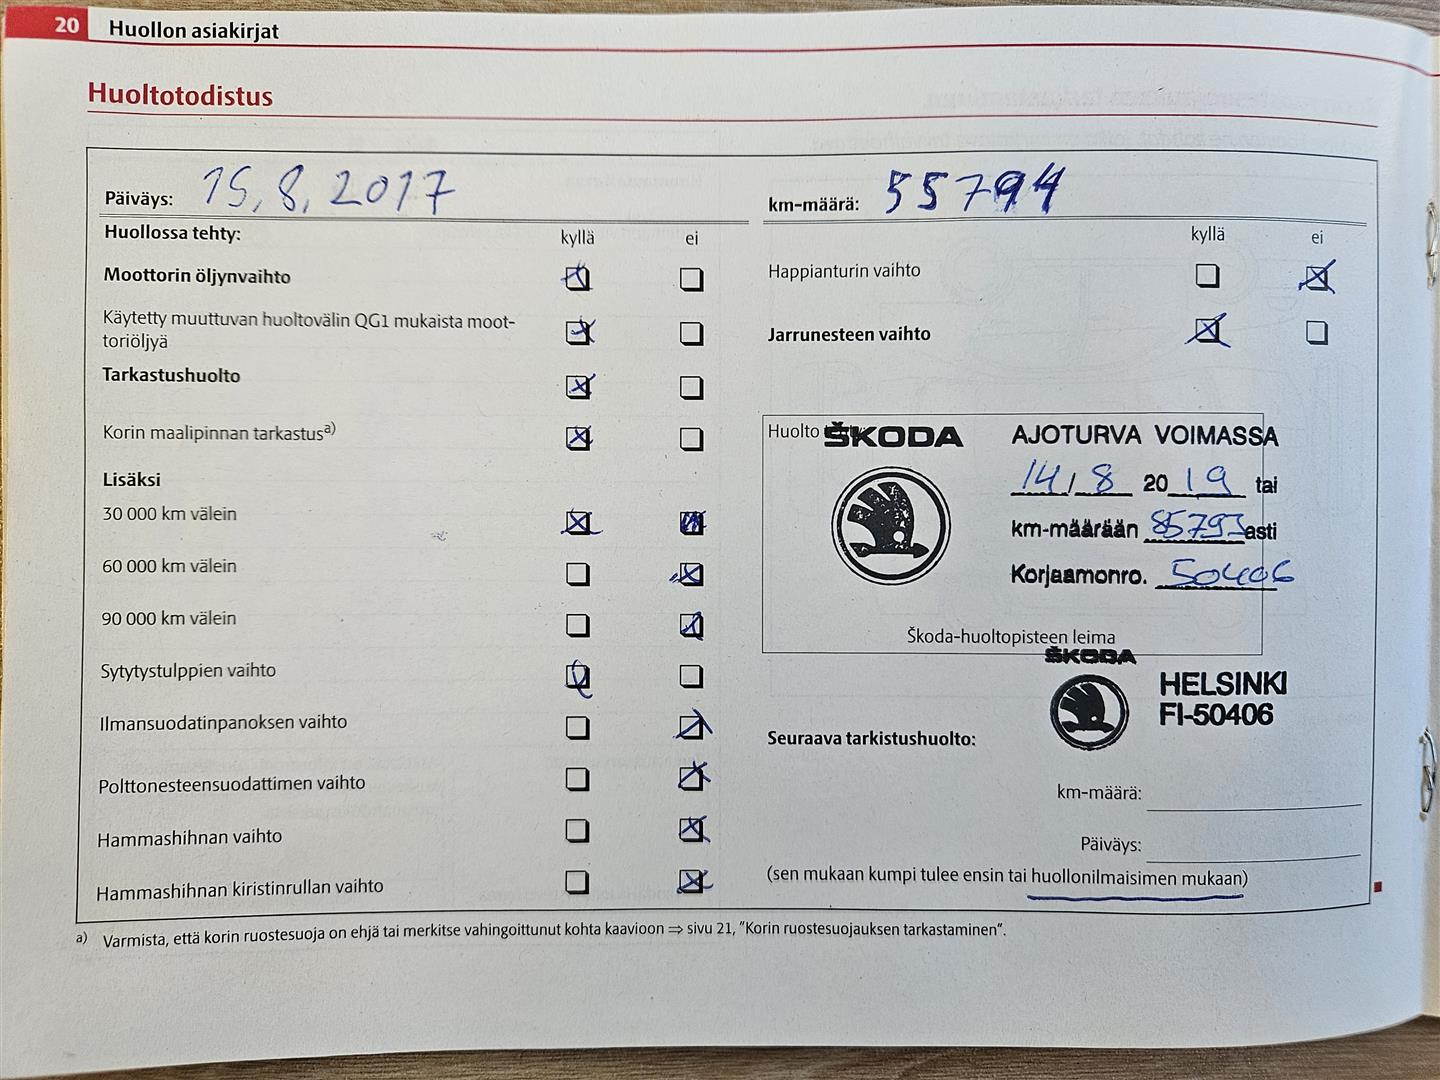 20 Huollon asiakirjat
Huoltotodistus
Päiväys: 15,8,2017
Huollossa tehty: kyllä ei
Moottorin öljynvaihto
Käytetty muuttuvan huoltovälin QG1 mukaista moot-
toriöljyä
Tarkastushuolto
Korin maalipinnan tarkastus a)
Lisäksi
30 000 km välein
60 000 km välein
90 000 km välein
Sytytystulppien vaihto
Ilmansuodatinpanoksen vaihto
Polttonesteensuodattimen vaihto
Hammashihnan vaihto
Hammashihnan kiristinrullan vaihto
km-määrä: 55794
kyllä ei
Happianturin vaihto
Jarrunesteen vaihto
Huolto
ŠKODA
AJOTURVA VOIMASSA
14/8 2019 tai
km-määrään 85793 asti
Korjaamonro. 50406
Škoda-huoltopisteen leima
ŠKODA
HELSINKI
FI-50406
Seuraava tarkistushuolto:
km-määrä:
Päiväys:
(sen mukaan kumpi tulee ensin tai huollonilmaisimen mukaan)
a) Varmista, että korin ruostesuoja on ehjä tai merkitse vahingoittunut kohta kaavioon ⇒ sivu 21, "Korin ruostesuojauksen tarkastaminen".